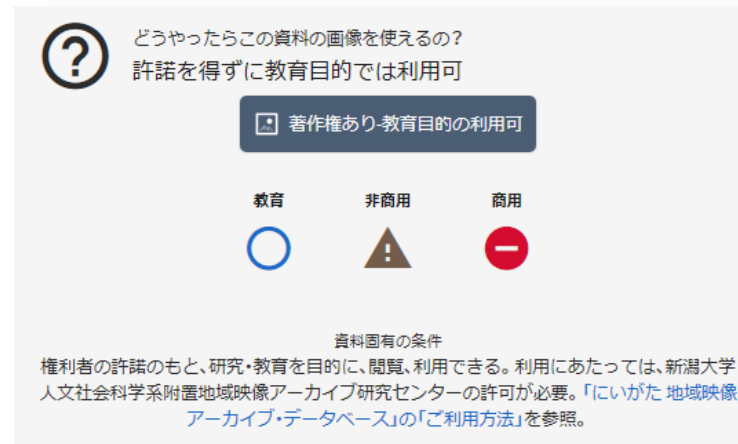 どうやったらこの資料の画像を使えるの？
許諾を得ずに教育目的では利用可
著作権あり-教育目的の利用可
教育 非商用 商用
資料固有の条件
権利者の許諾のもと、研究・教育を目的に、閲覧、利用できる。利用にあたっては、新潟大学
人文社会科学系附置地域映像アーカイブ研究センターの許可が必要。「にいがた 地域映像
アーカイブ・データベース」の「ご利用方法」を参照。